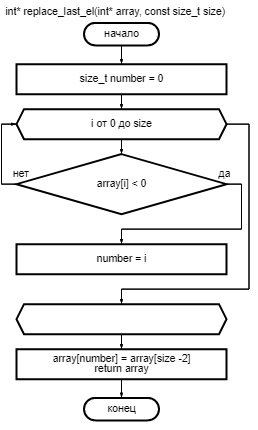 int* replace_last_el(int* array, const size_t size)
начало
size_t number = 0
i от 0 до size
нет
да
array[i] < 0
number = i
array[number] = array[size -2]
return array
конец